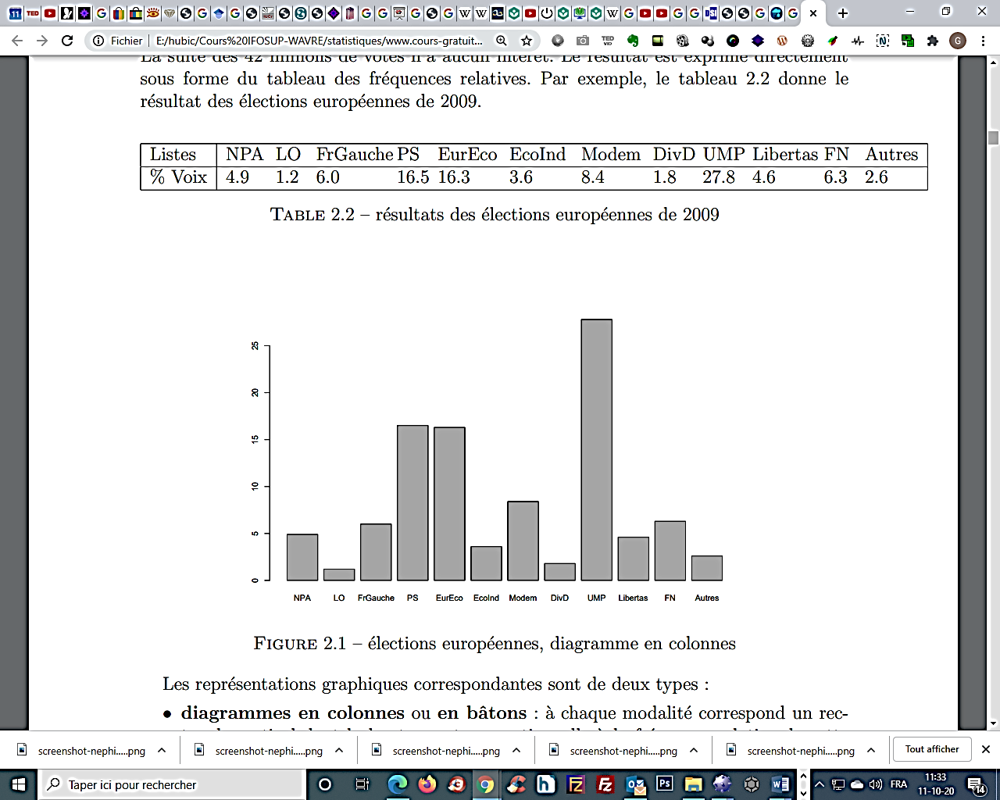 Fichier
E:/hubic/Cours%20IFOSUP-WAVRE/statistiques/www.cours-gratuit...
La suite des 42 millions de votes n'a aucun intérêt. Le résultat est exprimé directement
sous forme du tableau des fréquences relatives. Par exemple, le tableau 2.2 donne le
résultat des élections européennes de 2009.
Listes NPA LO FrGauche PS EurEco EcoInd Modem DivD UMP Libertas FN Autres
% Voix 4.9 1.2 6.0 16.5 16.3 3.6 8.4 1.8 27.8 4.6 6.3 2.6
TABLE 2.2 – résultats des élections européennes de 2009
25
20
15
10
5
0
NPA LO FrGauche PS EurEco EcoInd Modem DivD UMP Libertas FN Autres
FIGURE 2.1 – élections européennes, diagramme en colonnes
Les représentations graphiques correspondantes sont de deux types :
• diagrammes en colonnes ou en bâtons : à chaque modalité correspond un rec-
screenshot-nephi.....png
screenshot-nephi.....png
screenshot-nephi.....png
screenshot-nephi.....png
screenshot-nephi.....png
Tout afficher
Taper ici pour rechercher
FRA
11:33
11-10-20
14